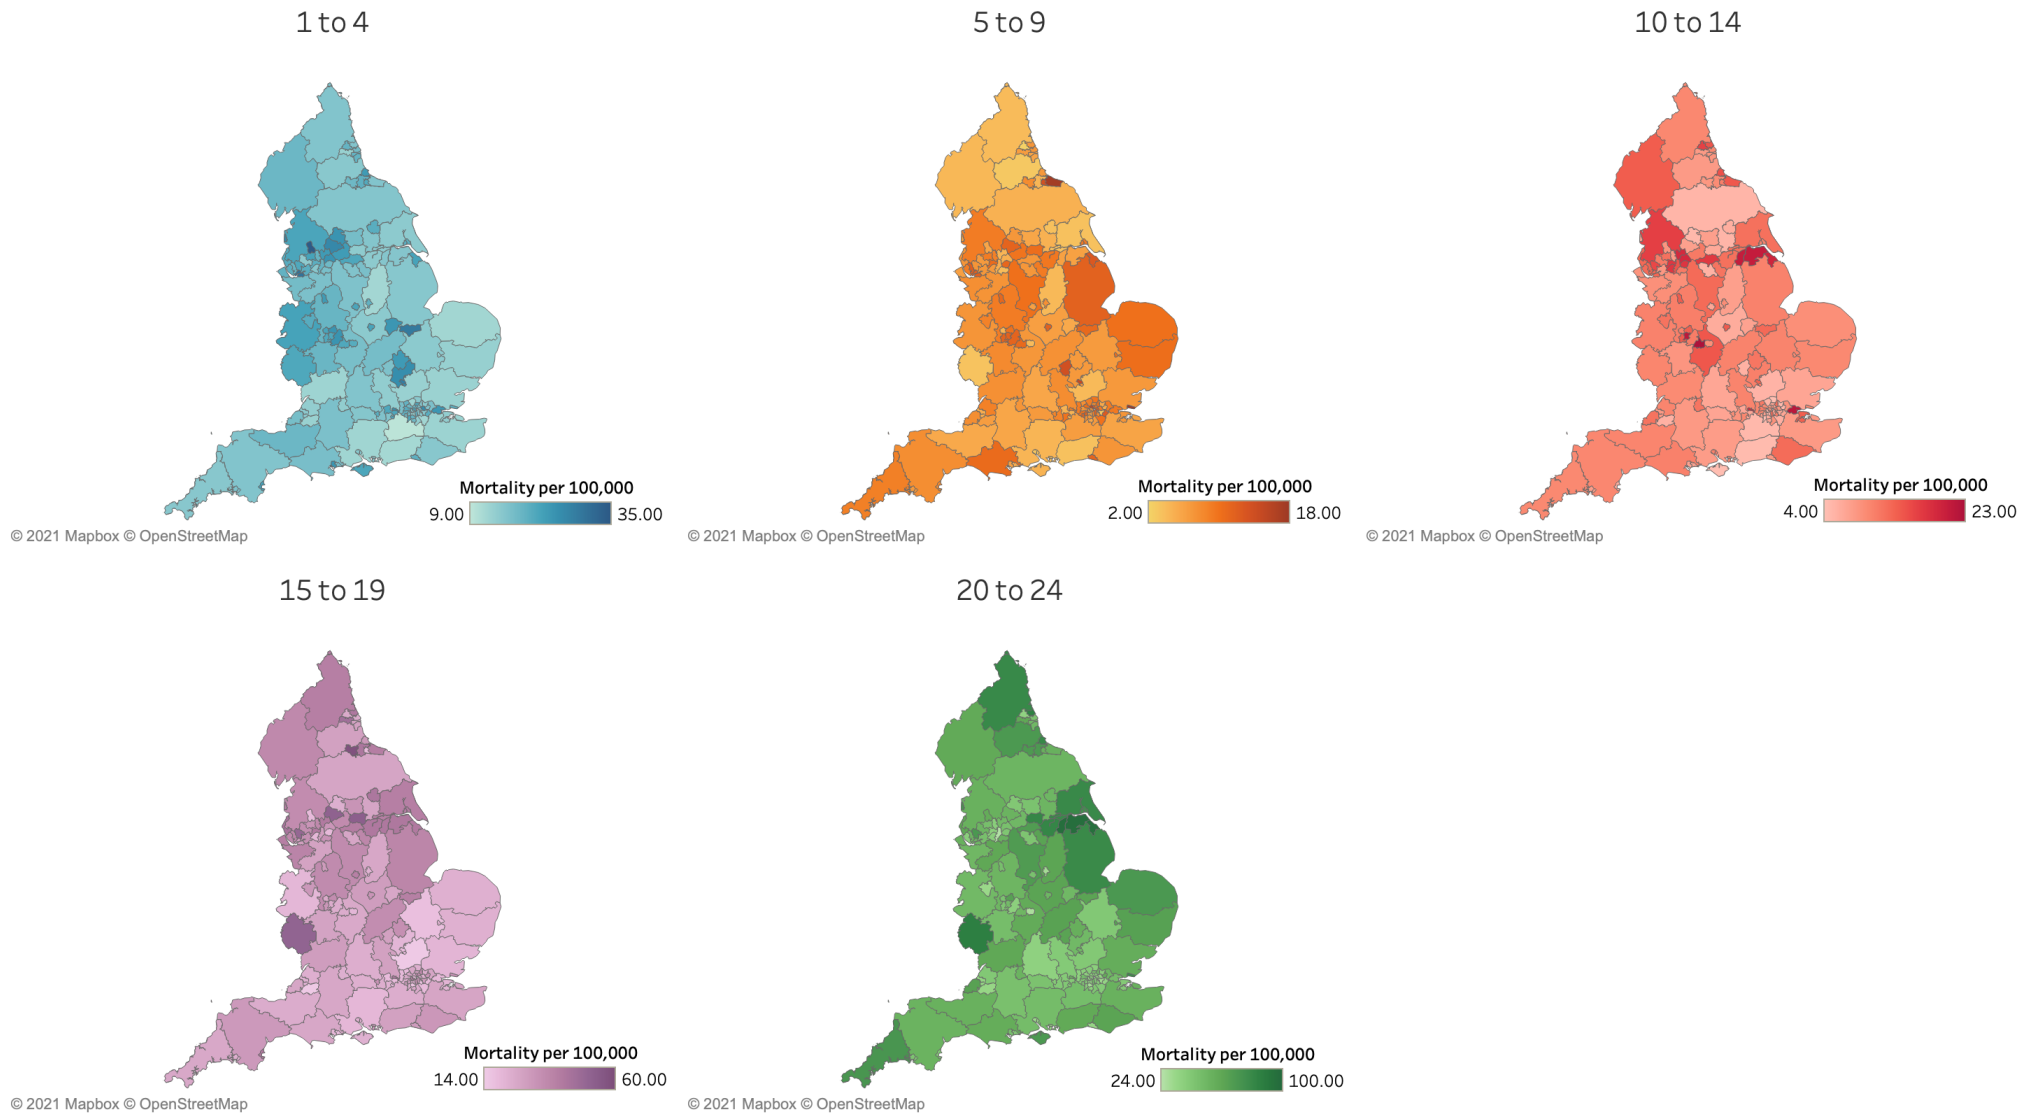 1 to 4
5 to 9
10 to 14
Mortality per 100,000
9.00 35.00
© 2021 Mapbox © OpenStreetMap
Mortality per 100,000
2.00 18.00
© 2021 Mapbox © OpenStreetMap
Mortality per 100,000
4.00 23.00
© 2021 Mapbox © OpenStreetMap
15 to 19
20 to 24
Mortality per 100,000
14.00 60.00
© 2021 Mapbox © OpenStreetMap
Mortality per 100,000
24.00 100.00
© 2021 Mapbox © OpenStreetMap